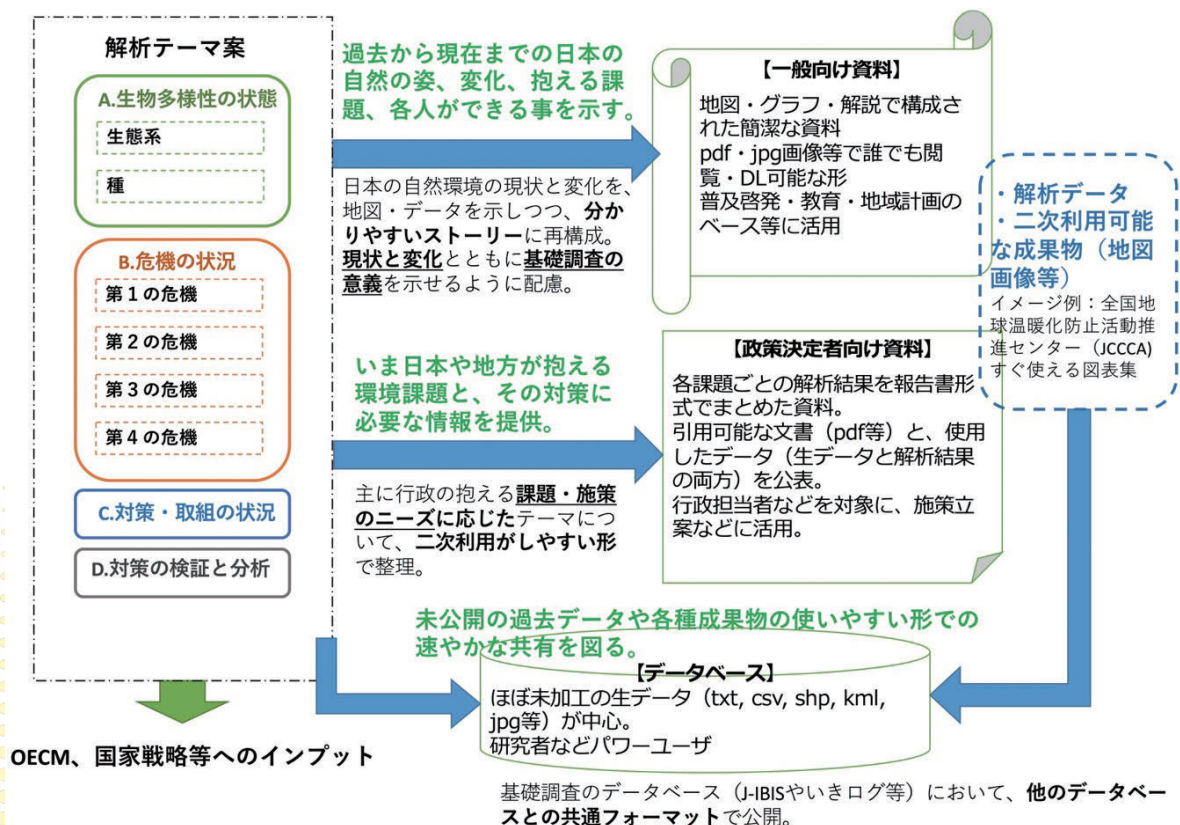 解析テーマ案
A.生物多様性の状態
生態系
種
B.危機の状況
第１の危機
第２の危機
第３の危機
第４の危機
C.対策・取組の状況
D.対策の検証と分析
OECM、国家戦略等へのインプット
過去から現在までの日本の
自然の姿、変化、抱える課
題、各人ができる事を示す。
日本の自然環境の現状と変化を、
地図・データを示しつつ、分か
りやすいストーリーに再構成。
現状と変化とともに基礎調査の
意義を示せるように配慮。
【一般向け資料】
地図・グラフ・解説で構成さ
れた簡潔な資料
pdf・jpg画像等で誰でも閲
覧・DL可能な形
普及啓発・教育・地域計画の
ベース等に活用
いま日本や地方が抱える
環境課題と、その対策に
必要な情報を提供。
主に行政の抱える課題・施策
のニーズに応じたテーマにつ
いて、二次利用がしやすい形
で整理。
【政策決定者向け資料】
各課題ごとの解析結果を報告書形
式でまとめた資料。
引用可能な文書（pdf等）と、使用
したデータ（生データと解析結果
の両方）を公表。
行政担当者などを対象に、施策立
案などに活用。
・解析データ
・二次利用可能
な成果物（地図
画像等）
イメージ例：全国地
球温暖化防止活動推
進センター（JCCCA)
すぐ使える図表集
未公開の過去データや各種成果物の使いやすい形での
速やかな共有を図る。
【データベース】
ほぼ未加工の生データ（txt, csv, shp, kml,
jpg等）が中心。
研究者などパワーユーザ
基礎調査のデータベース（J-IBISやいきログ等）において、他のデータベー
スとの共通フォーマットで公開。